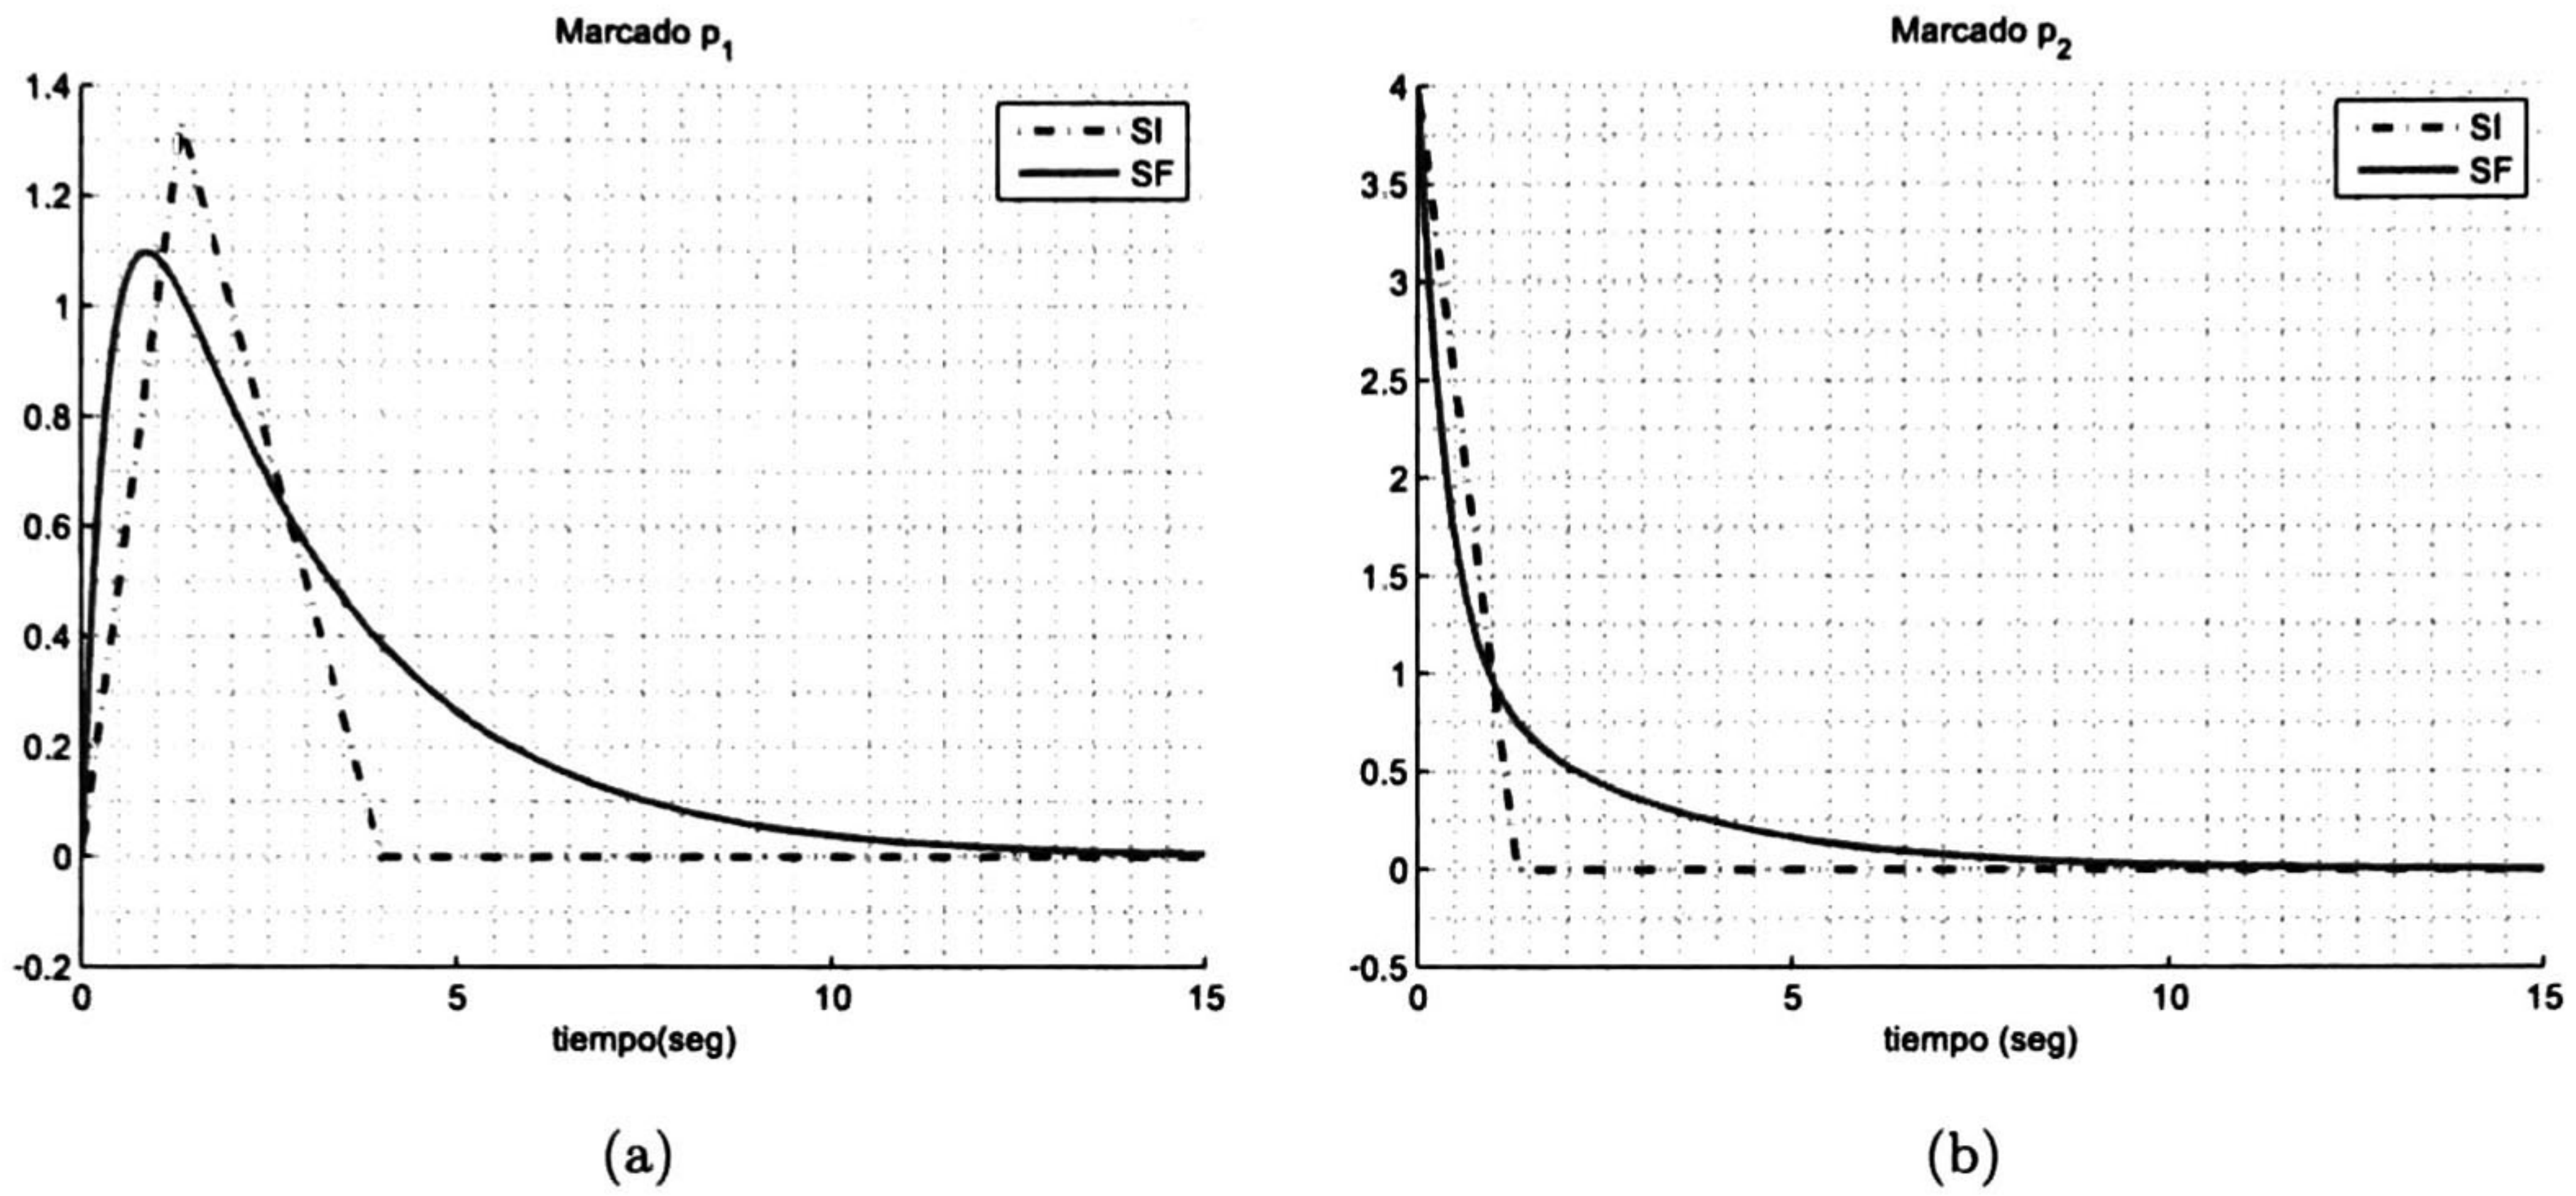 Marcado p1
1.4
1.2
1
0.8
0.6
0.4
0.2
0
-0.2
0 5 10 15
tiempo(seg)
SI
SF
(a)
Marcado p2
4
3.5
3
2.5
2
1.5
1
0.5
0
-0.5
0 5 10 15
tiempo (seg)
SI
SF
(b)